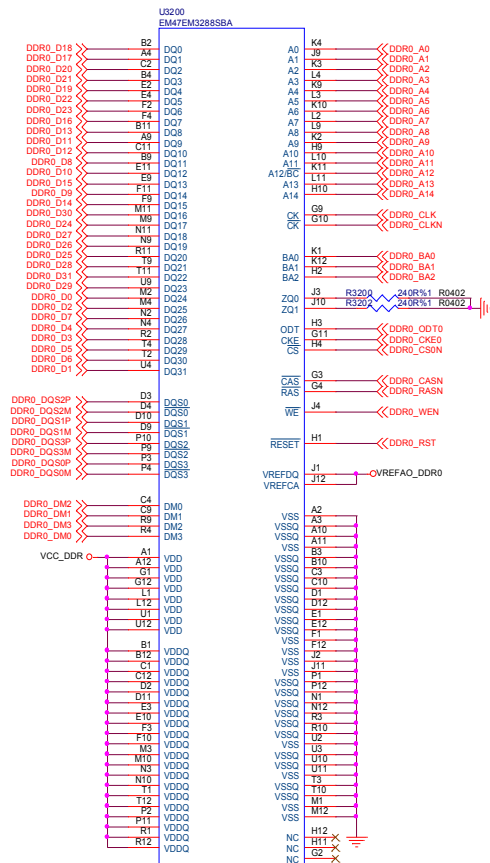 U3200
EM47EM3288SBA
DDR0_D18 B2 DQ0 A0 K4 DDR0_A0
DDR0_D17 A4 DQ1 A1 J9 DDR0_A1
DDR0_D20 C2 DQ2 A2 K3 DDR0_A2
DDR0_D21 B4 DQ3 A3 L4 DDR0_A3
DDR0_D19 E2 DQ4 A4 K9 DDR0_A4
DDR0_D22 E4 DQ5 A5 L3 DDR0_A5
DDR0_D23 F2 DQ6 A6 K10 DDR0_A6
DDR0_D16 F4 DQ7 A7 L2 DDR0_A7
DDR0_D13 B11 DQ8 A8 L9 DDR0_A8
DDR0_D11 A9 DQ9 A9 K2 DDR0_A9
DDR0_D12 C11 DQ10 A10 H9 DDR0_A10
DDR0_D8 B9 DQ11 A11 L10 DDR0_A11
DDR0_D10 E11 DQ12 A12/BC K11 DDR0_A12
DDR0_D15 E9 DQ13 A13 L11 DDR0_A13
DDR0_D9 F11 DQ14 A14 H10 DDR0_A14
DDR0_D14 F9 DQ15
DDR0_D30 M11 DQ16 CK G9 DDR0_CLK
DDR0_D24 M9 DQ17 CK G10 DDR0_CLKN
DDR0_D27 N11 DQ18
DDR0_D26 N9 DQ19
DDR0_D25 R11 DQ20 BA0 K1 DDR0_BA0
DDR0_D28 T9 DQ21 BA1 K12 DDR0_BA1
DDR0_D31 T11 DQ22 BA2 H2 DDR0_BA2
DDR0_D29 U9 DQ23
DDR0_D0 M2 DQ24 ZQ0 J3 R3200 240R%1 R0402
DDR0_D2 M4 DQ25 ZQ1 J10 R3202 240R%1 R0402
DDR0_D7 N2 DQ26
DDR0_D4 N4 DQ27 ODT H3 DDR0_ODT0
DDR0_D3 R2 DQ28 CKE G11 DDR0_CKE0
DDR0_D5 T4 DQ29 CS H4 DDR0_CS0N
DDR0_D6 T2 DQ30
DDR0_D1 U4 DQ31
CAS G3 DDR0_CASN
RAS G4 DDR0_RASN
DDR0_DQS2P D3 DQS0
DDR0_DQS2M D4 DQS0 WE J4 DDR0_WEN
DDR0_DQS1P D10 DQS1
DDR0_DQS1M D9 DQS1
DDR0_DQS3P P10 DQS2 RESET H1 DDR0_RST
DDR0_DQS3M P9 DQS2
DDR0_DQS0P P3 DQS3
DDR0_DQS0M P4 DQS3 VREFDQ J1 VREFAO_DDR0
VREFCA J12
DDR0_DM2 C4 DM0
DDR0_DM1 C9 DM1 VSS A2
DDR0_DM3 R9 DM2 VSSQ A3
DDR0_DM0 R4 DM3 VSSQ A10
VSS A11
VCC_DDR A1 VDD VSSQ B3
A12 VDD VSSQ B10
G1 VDD VSSQ C3
G12 VDD VSSQ C10
L1 VDD VSSQ D1
L12 VDD VSSQ D12
U1 VDD VSSQ E1
U12 VDD VSSQ E12
VSS F1
B1 VDDQ VSS F12
B12 VDDQ VSS J2
C1 VDDQ VSS J11
C12 VDDQ VSSQ P1
D2 VDDQ VSSQ P12
D11 VDDQ VSSQ N1
E3 VDDQ VSSQ N12
E10 VDDQ VSSQ R3
F3 VDDQ VSSQ R10
F10 VDDQ VSS U2
M3 VDDQ VSSQ U3
M10 VDDQ VSSQ U10
N3 VDDQ VSS U11
N10 VDDQ VSSQ T3
T1 VDDQ VSSQ T10
T12 VDDQ VSS M1
P2 VDDQ VSS M12
P11 VDDQ
R1 VDDQ NC H12
R12 VDDQ NC H11
NC G2